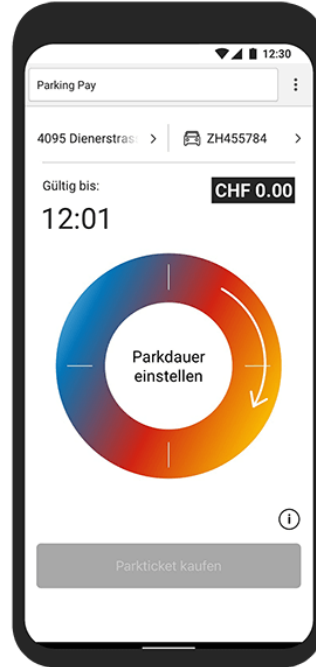 12:30
Parking Pay
4095 Dienerstras
ZH455784
Gültig bis:
CHF 0.00
12:01
Parkdauer
einstellen
Parkticket kaufen